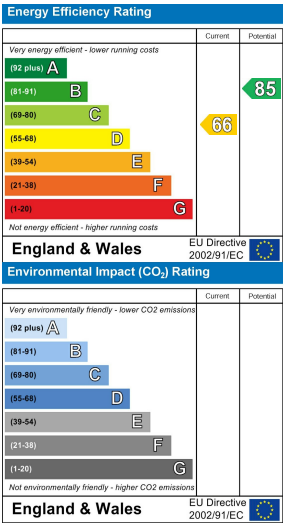 Energy Efficiency Rating
Current Potential
Very energy efficient - lower running costs
(92 plus) A
(81-91) B
(69-80) C
(55-68) D
(39-54) E
(21-38) F
(1-20) G
66
85
Not energy efficient - higher running costs
England & Wales
EU Directive
2002/91/EC
Environmental Impact (CO₂) Rating
Current Potential
Very environmentally friendly - lower CO2 emissions
(92 plus) A
(81-91) B
(69-80) C
(55-68) D
(39-54) E
(21-38) F
(1-20) G
Not environmentally friendly - higher CO2 emissions
England & Wales
EU Directive
2002/91/EC